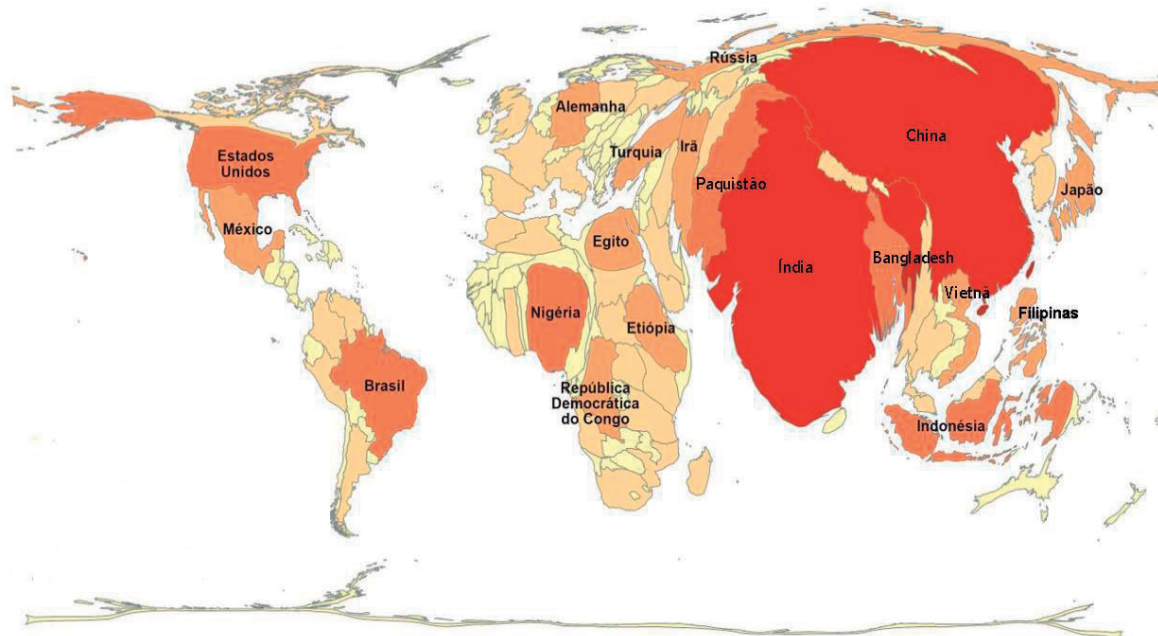 Rússia
Alemanha
China
Estados
Unidos
Turquia
Irã
Paquistão
Japão
México
Egito
Bangladesh
Índia
Vietnã
Nigéria
Filipinas
Etiópia
Brasil
República
Democrática
do Congo
Indonésia